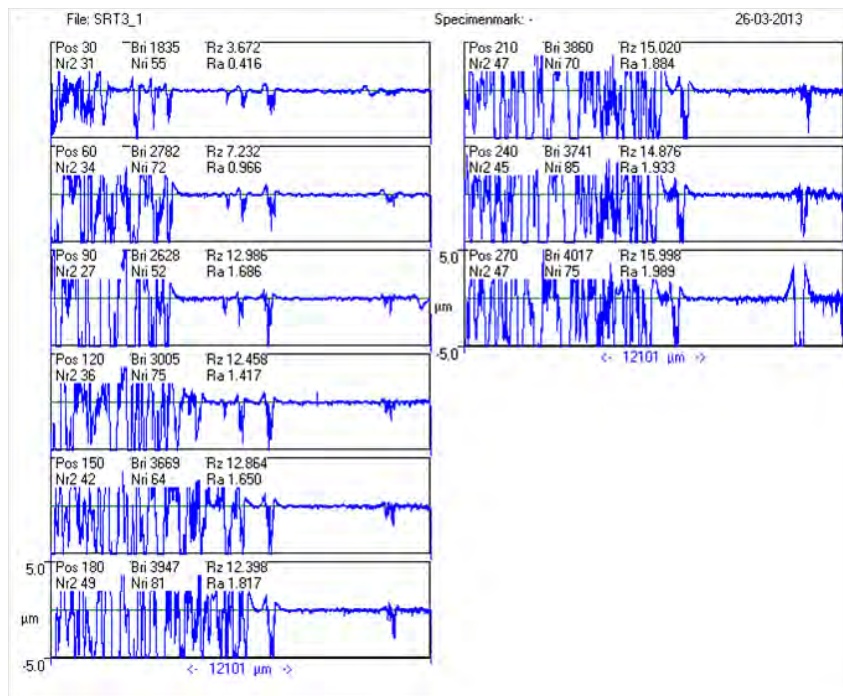 File: SRT3_1 Specimenmark: - 26-03-2013
Pos 30 Bri 1835 Rz 3.672
Nr2 31 Nri 55 Ra 0.416
Pos 60 Bri 2782 Rz 7.232
Nr2 34 Nri 72 Ra 0.966
Pos 90 Bri 2628 Rz 12.986
Nr2 27 Nri 52 Ra 1.686
Pos 120 Bri 3005 Rz 12.458
Nr2 36 Nri 75 Ra 1.417
Pos 150 Bri 3669 Rz 12.864
Nr2 42 Nri 64 Ra 1.650
5.0
Pos 180 Bri 3947 Rz 12.398
Nr2 49 Nri 81 Ra 1.817
µm
-5.0
<- 12101 µm ->
Pos 210 Bri 3860 Rz 15.020
Nr2 47 Nri 70 Ra 1.884
Pos 240 Bri 3741 Rz 14.876
Nr2 45 Nri 85 Ra 1.933
5.0
Pos 270 Bri 4017 Rz 15.998
Nr2 47 Nri 75 Ra 1.989
µm
-5.0
<- 12101 µm ->